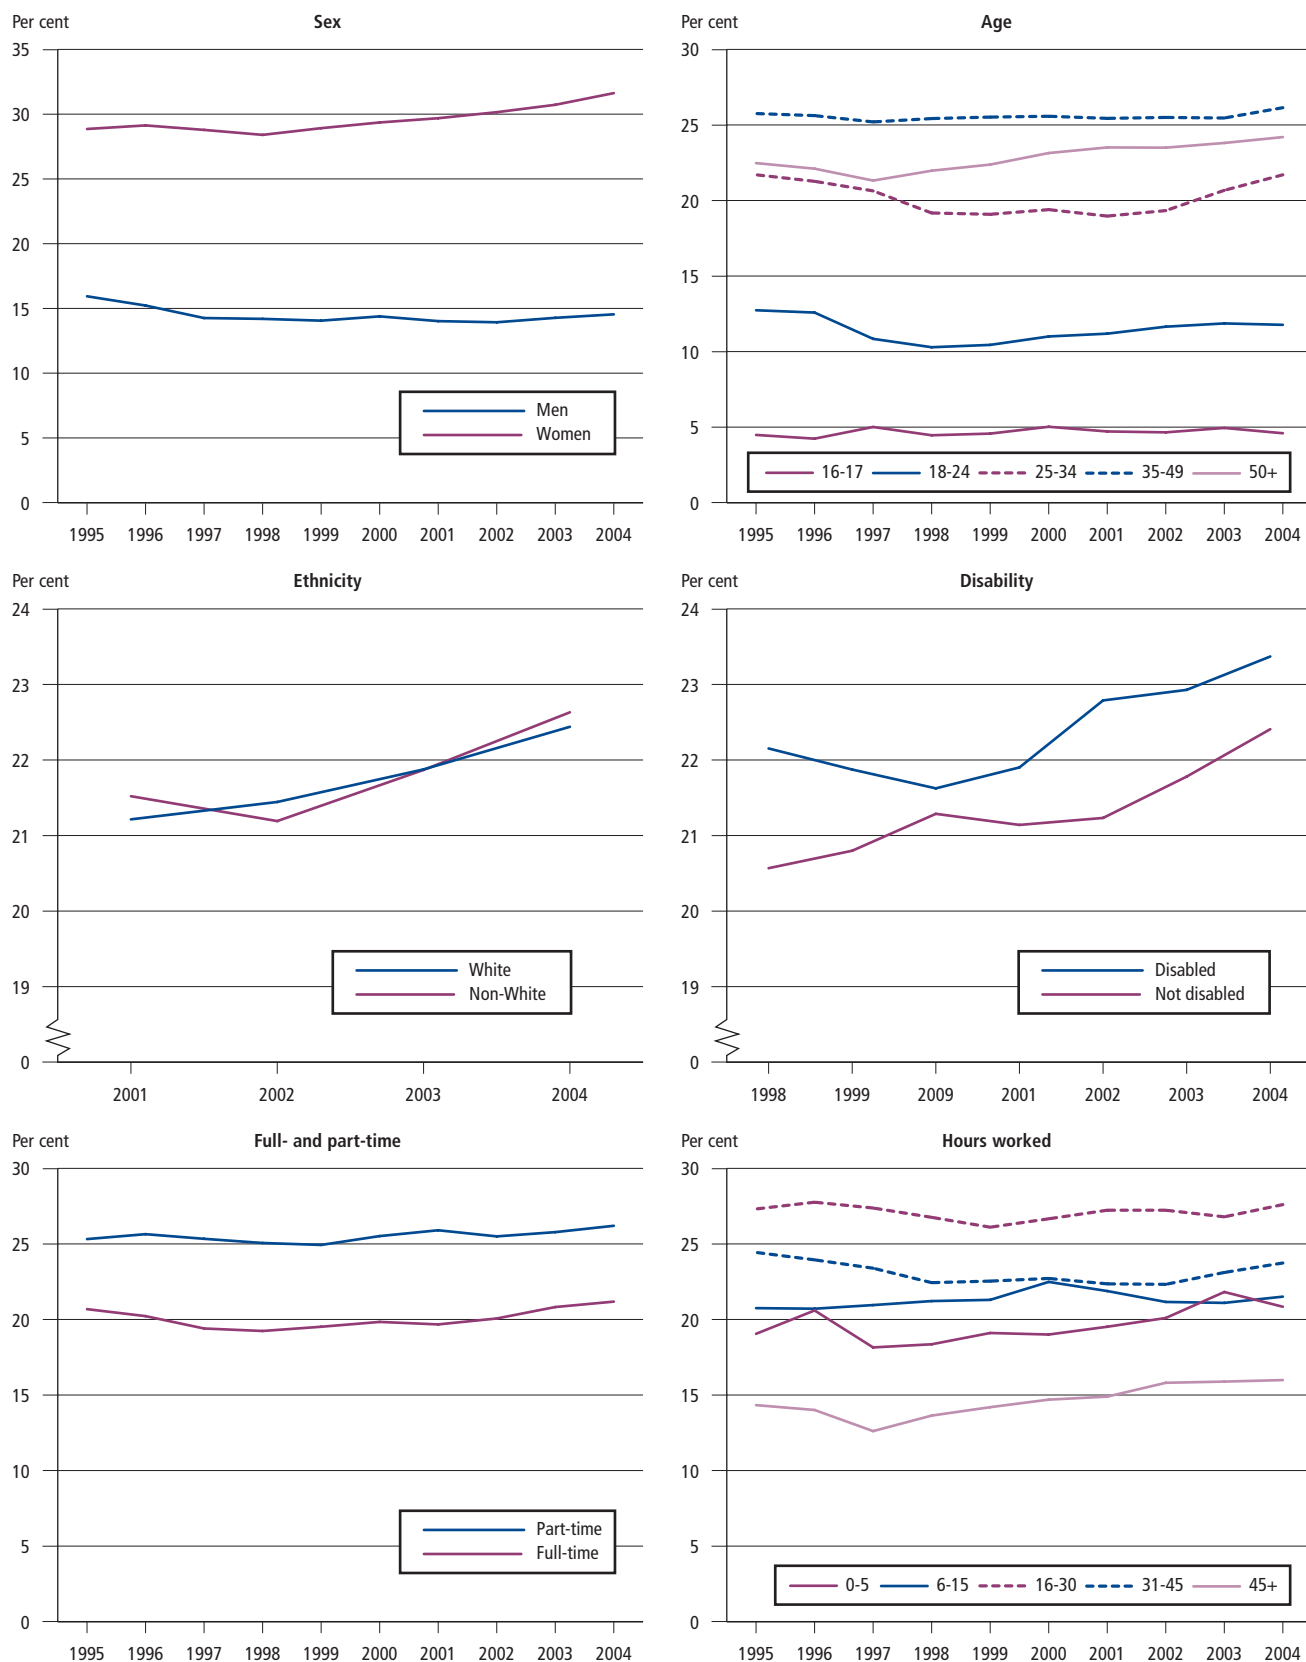 Per cent
Sex
35
30
25
20
15
10
5
0
Men
Women
1995 1996 1997 1998 1999 2000 2001 2002 2003 2004
Per cent
Age
30
25
20
15
10
5
0
16-17 18-24 25-34 35-49 50+
1995 1996 1997 1998 1999 2000 2001 2002 2003 2004
Per cent
Ethnicity
24
23
22
21
20
19
0
White
Non-White
2001 2002 2003 2004
Per cent
Disability
24
23
22
21
20
19
0
Disabled
Not disabled
1998 1999 2009 2001 2002 2003 2004
Per cent
Full- and part-time
30
25
20
15
10
5
0
Part-time
Full-time
1995 1996 1997 1998 1999 2000 2001 2002 2003 2004
Per cent
Hours worked
30
25
20
15
10
5
0
0-5 6-15 16-30 31-45 45+
1995 1996 1997 1998 1999 2000 2001 2002 2003 2004